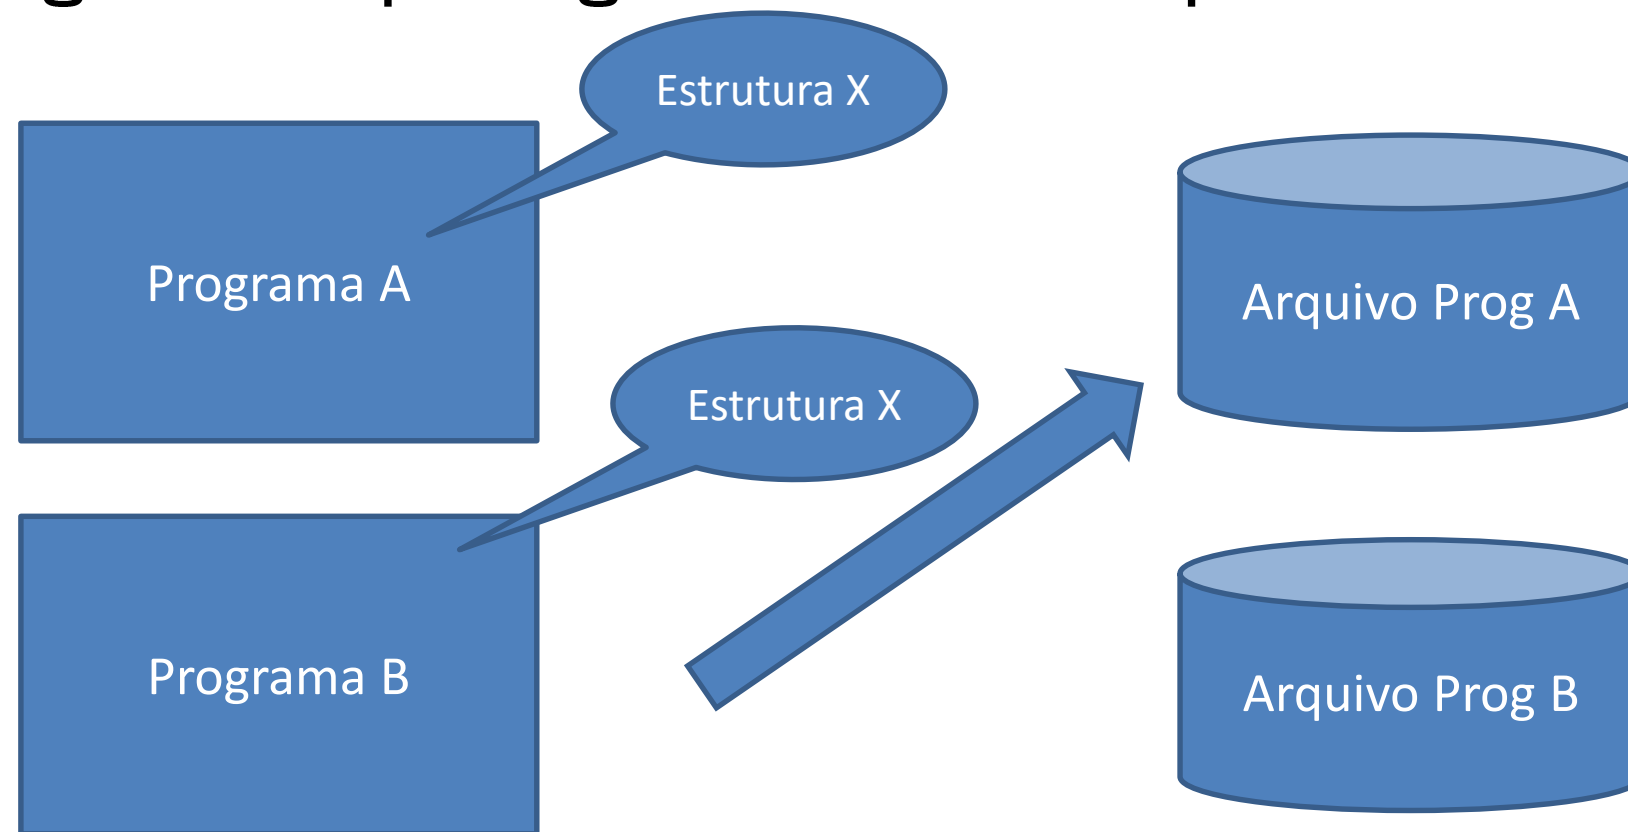 Estrutura X
Programa A
Arquivo Prog A
Estrutura X
Programa B
Arquivo Prog B